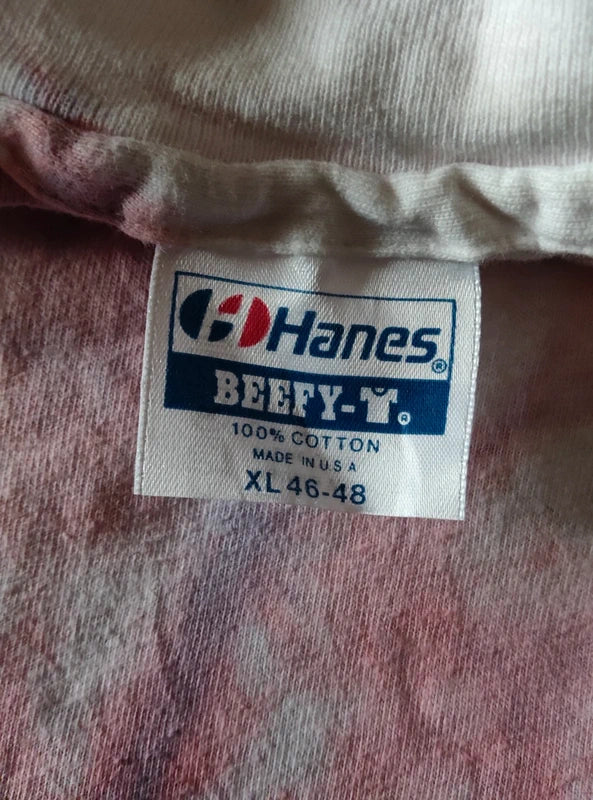 Hanes®
BEEFY-T®
100% COTTON
MADE IN U.S.A
XL 46-48